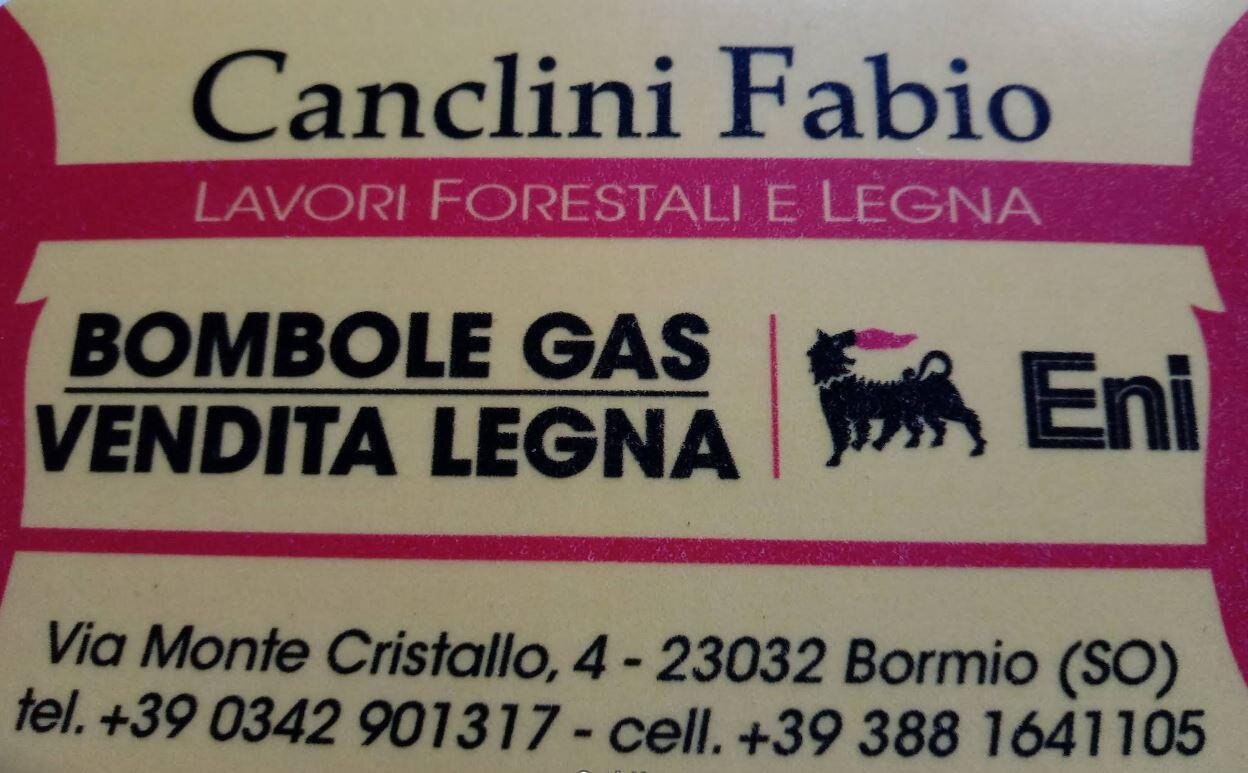 Canclini Fabio
LAVORI FORESTALI E LEGNA
BOMBOLE GAS
VENDITA LEGNA
Eni
Via Monte Cristallo, 4 - 23032 Bormio (SO)
tel. +39 0342 901317 - cell. +39 388 1641105